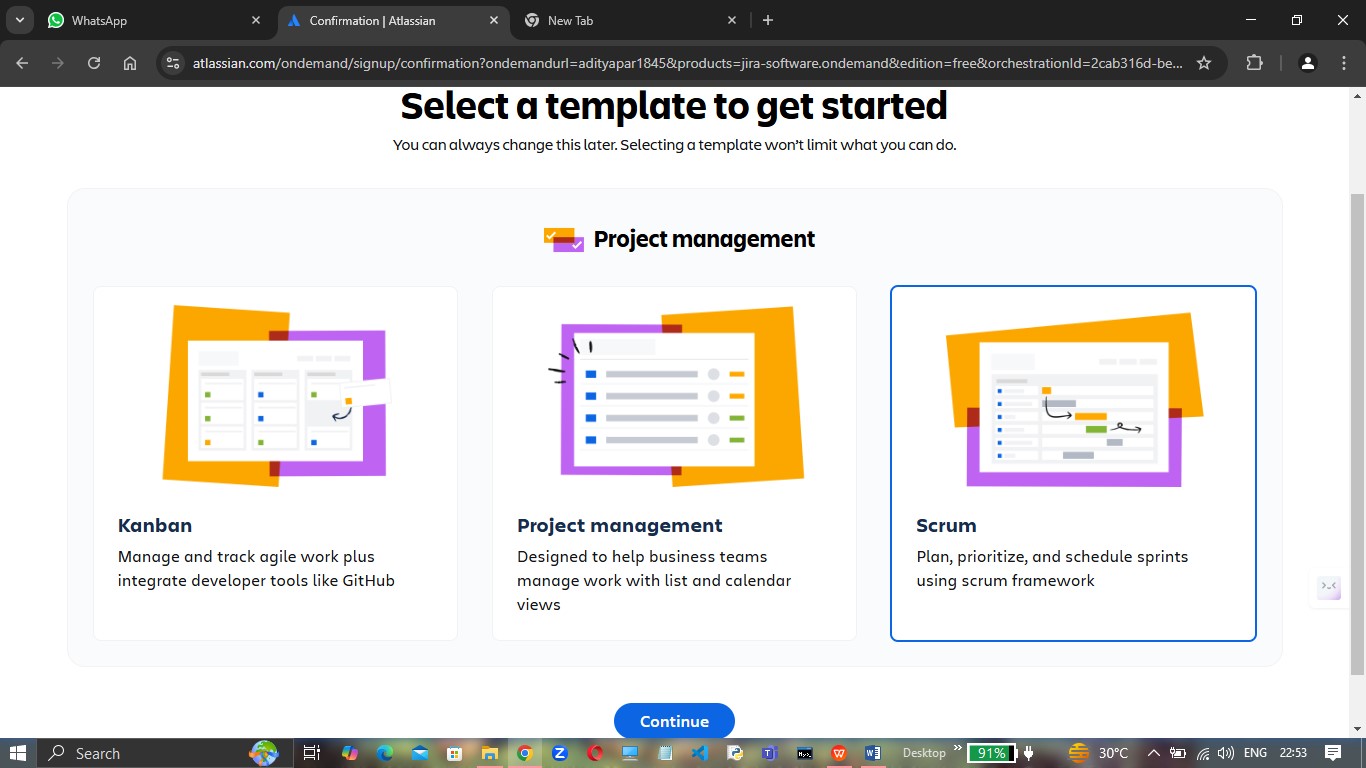 WhatsApp
Confirmation | Atlassian
New Tab
atlassian.com/ondemand/signup/confirmation?ondemandurl=adityapar1845&products=jira-software.ondemand&edition=free&orchestrationId=2cab316d-be...
Select a template to get started
You can always change this later. Selecting a template won't limit what you can do.
Project management
Kanban
Manage and track agile work plus
integrate developer tools like GitHub
Project management
Designed to help business teams
manage work with list and calendar
views
Scrum
Plan, prioritize, and schedule sprints
using scrum framework
Continue
Search
Desktop
91%
30°C
ENG
22:53